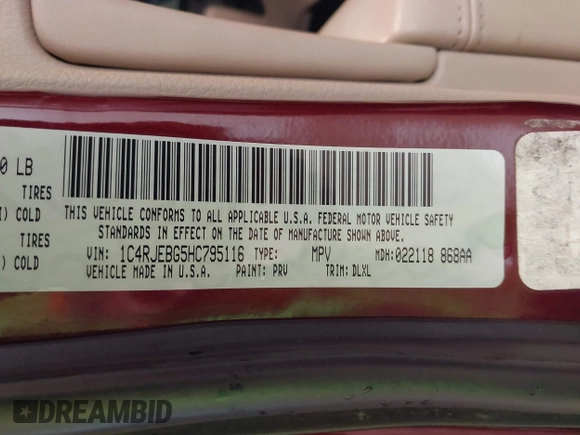 0 LB
TIRES
) COLD
TIRES
) COLD
THIS VEHICLE CONFORMS TO ALL APPLICABLE U.S.A. FEDERAL MOTOR VEHICLE SAFETY
STANDARDS IN EFFECT ON THE DATE OF MANUFACTURE SHOWN ABOVE.
VIN: 1C4RJEBG5HC795116 TYPE: MPV MDH:022118 868AA
VEHICLE MADE IN U.S.A. PAINT: PRV TRIM: DLXL
DREAMBID